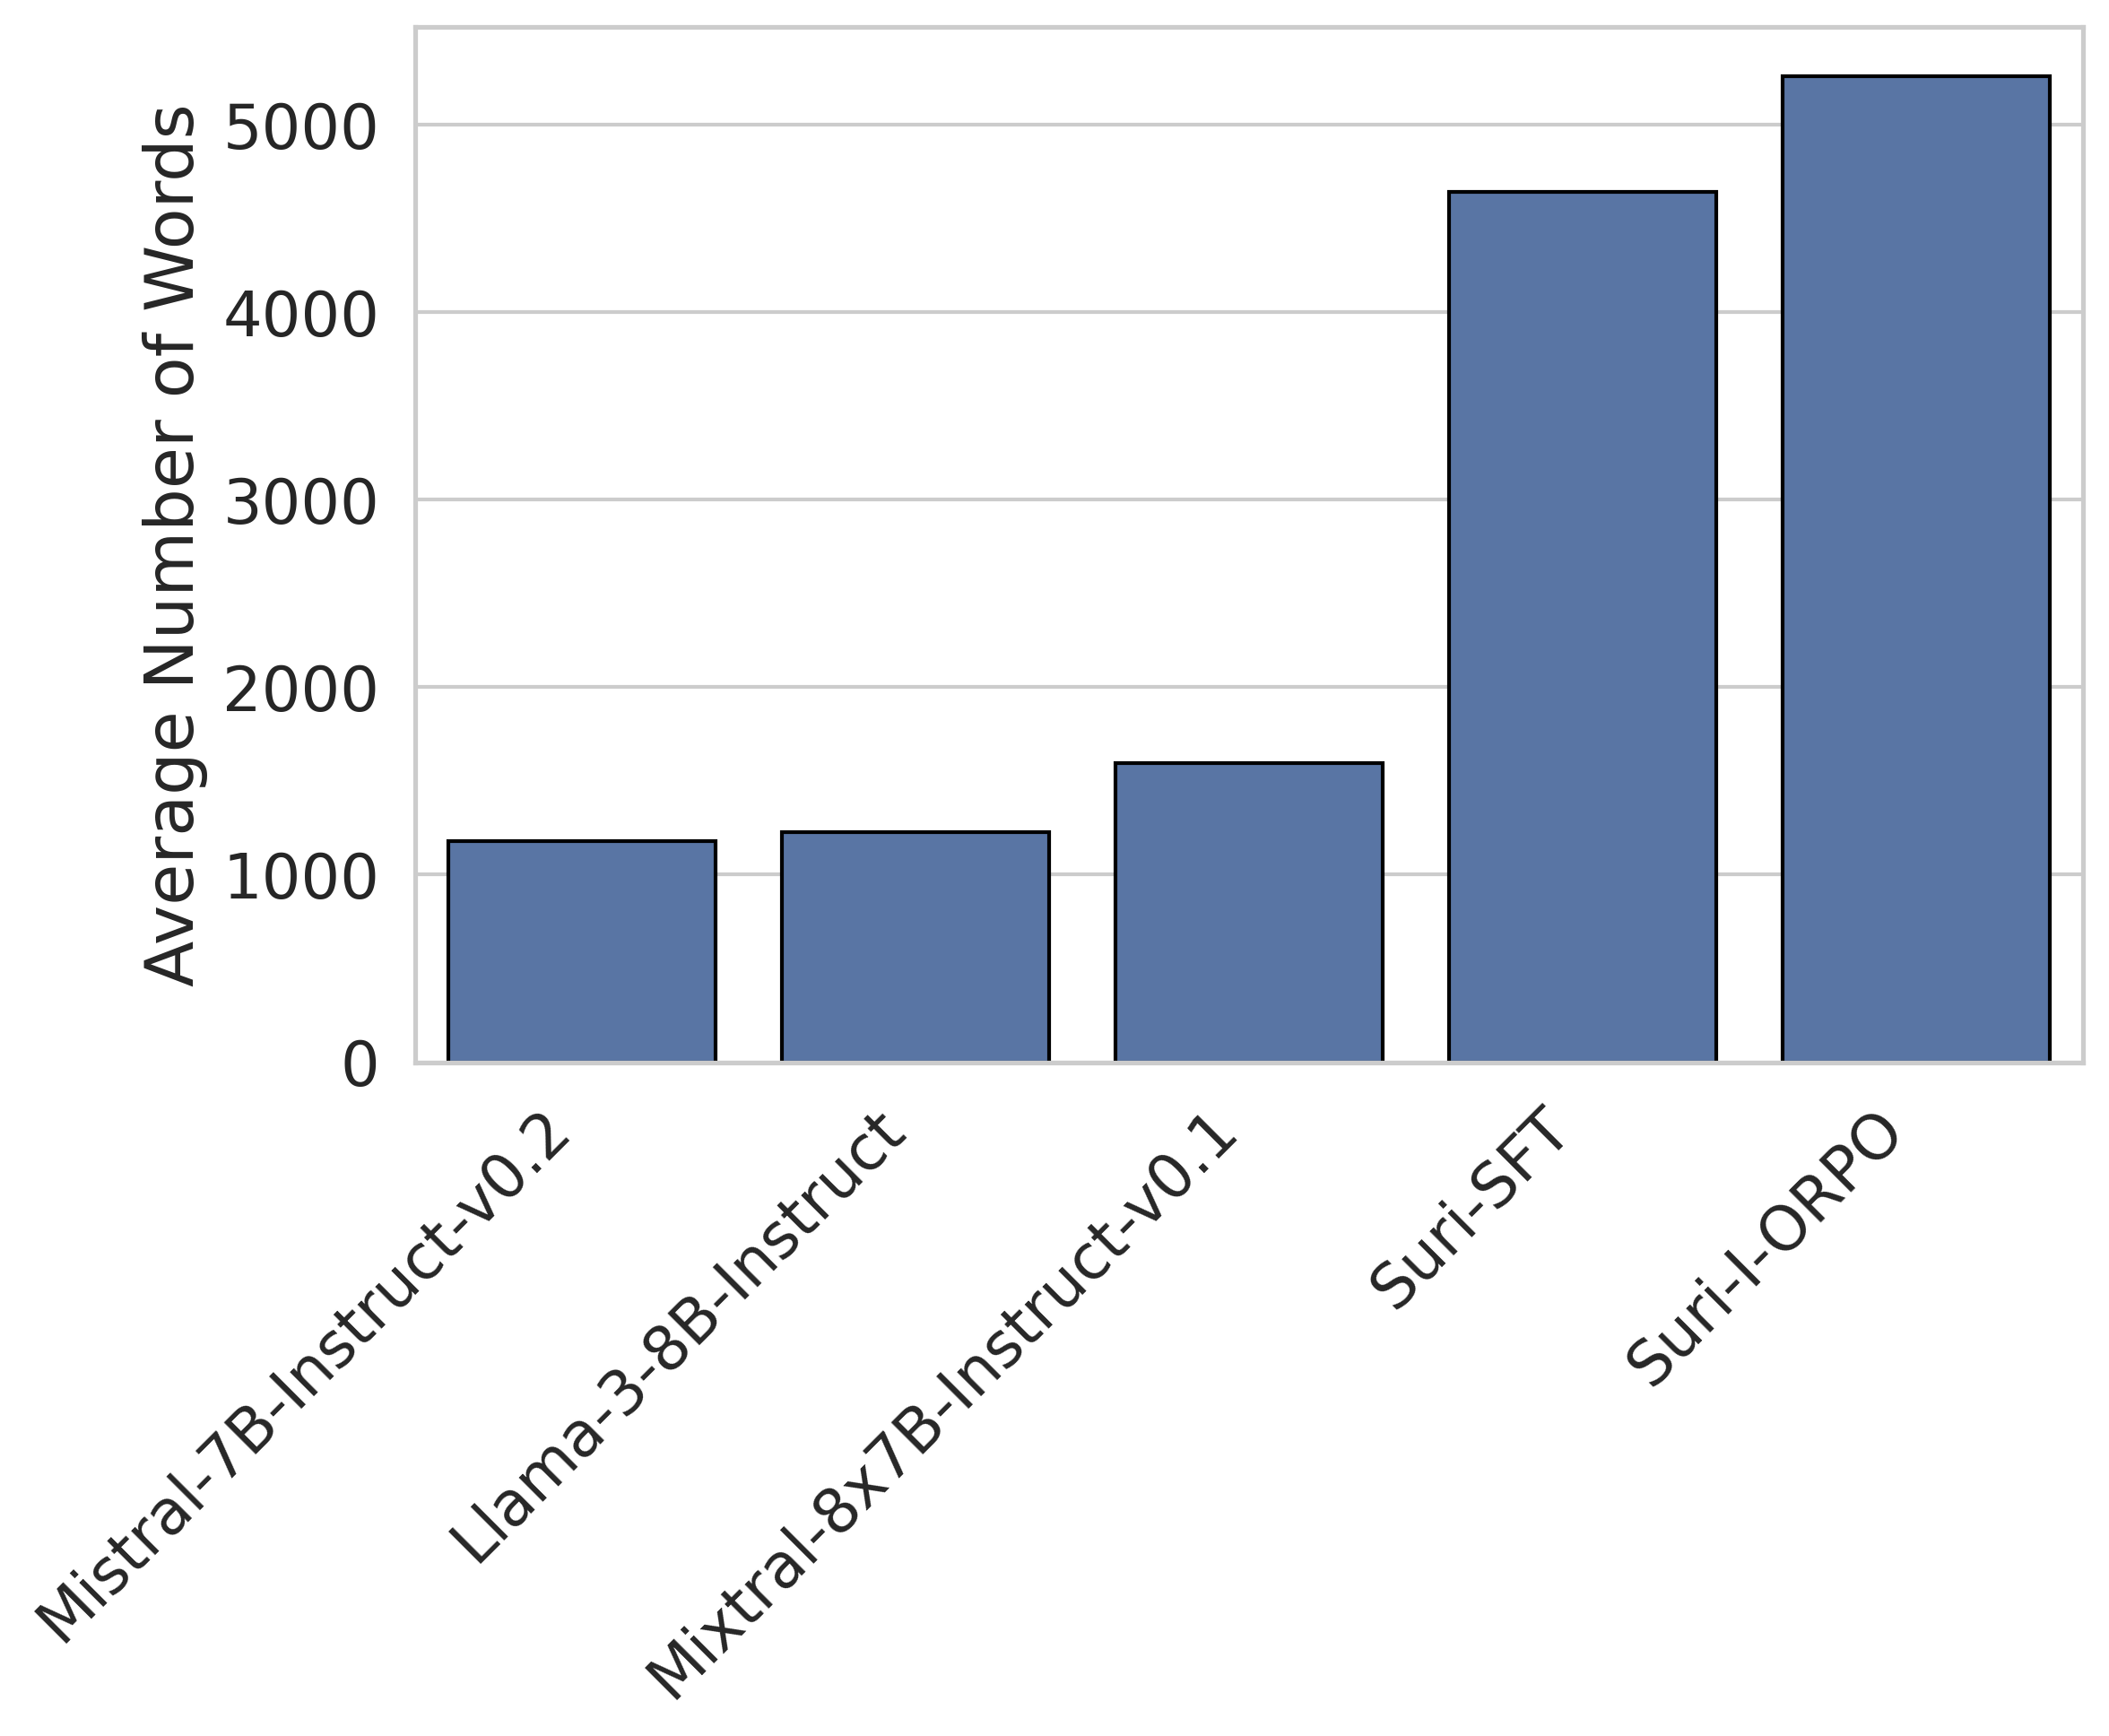 Average Number of Words
5000
4000
3000
2000
1000
0
Mistral-7B-Instruct-v0.2
Llama-3-8B-Instruct
Mixtral-8x7B-Instruct-v0.1
Suri-SFT
Suri-I-ORPO